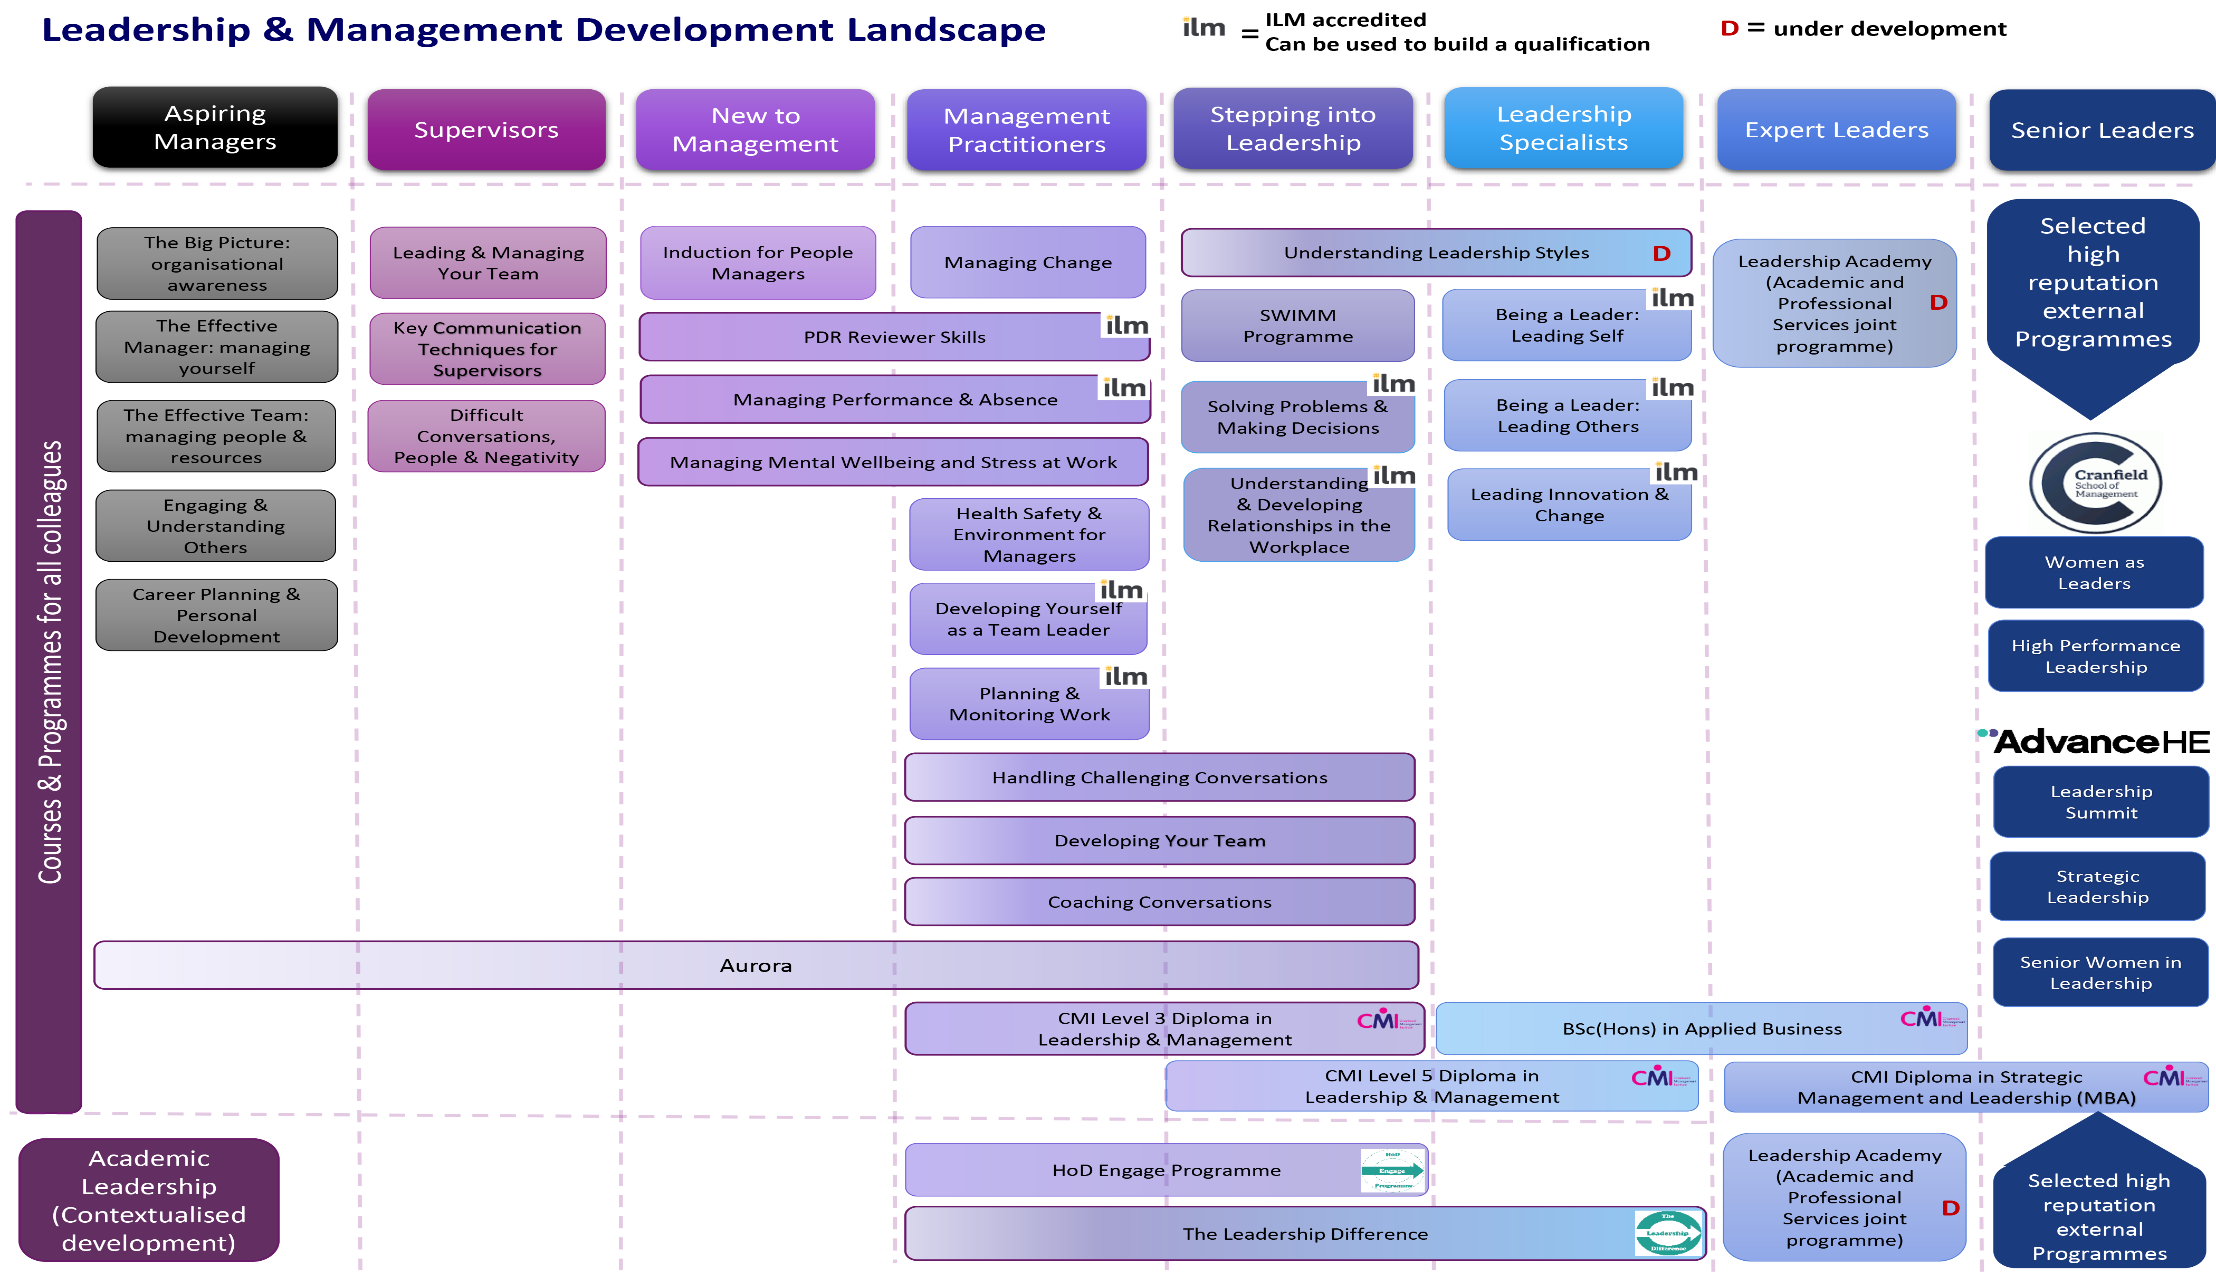 Leadership & Management Development Landscape
ilm = ILM accredited
Can be used to build a qualification
D = under development
Aspiring
Managers
Supervisors
New to
Management
Management
Practitioners
Stepping into
Leadership
Leadership
Specialists
Expert Leaders
Senior Leaders
Courses & Programmes for all colleagues
The Big Picture:
organisational
awareness
The Effective
Manager: managing
yourself
The Effective Team:
managing people &
resources
Engaging &
Understanding
Others
Career Planning &
Personal
Development
Leading & Managing
Your Team
Key Communication
Techniques for
Supervisors
Difficult
Conversations,
People & Negativity
Induction for People
Managers
Managing Change
PDR Reviewer Skills
ilm
Managing Performance & Absence
ilm
Managing Mental Wellbeing and Stress at Work
Health Safety &
Environment for
Managers
ilm
Developing Yourself
as a Team Leader
ilm
Planning &
Monitoring Work
Handling Challenging Conversations
Developing Your Team
Coaching Conversations
Aurora
Understanding Leadership Styles D
SWIMM
Programme
ilm
Solving Problems &
Making Decisions
ilm
Understanding
& Developing
Relationships in the
Workplace
ilm
Being a Leader:
Leading Self
ilm
Being a Leader:
Leading Others
ilm
Leading Innovation &
Change
Leadership Academy
(Academic and
Professional
Services joint
programme)
D
Selected
high
reputation
external
Programmes
Cranfield
School of
Management
Women as
Leaders
High Performance
Leadership
AdvanceHE
Leadership
Summit
Strategic
Leadership
Senior Women in
Leadership
CMI Level 3 Diploma in
Leadership & Management
CMI
BSc(Hons) in Applied Business
CMI
CMI Level 5 Diploma in
Leadership & Management
CMI
CMI Diploma in Strategic
Management and Leadership (MBA)
CMI
Academic
Leadership
(Contextualised
development)
HoD Engage Programme
Engage
Programme
The Leadership Difference
The
Leadership
Difference
Leadership Academy
(Academic and
Professional
Services joint
programme)
D
Selected high
reputation
external
Programmes